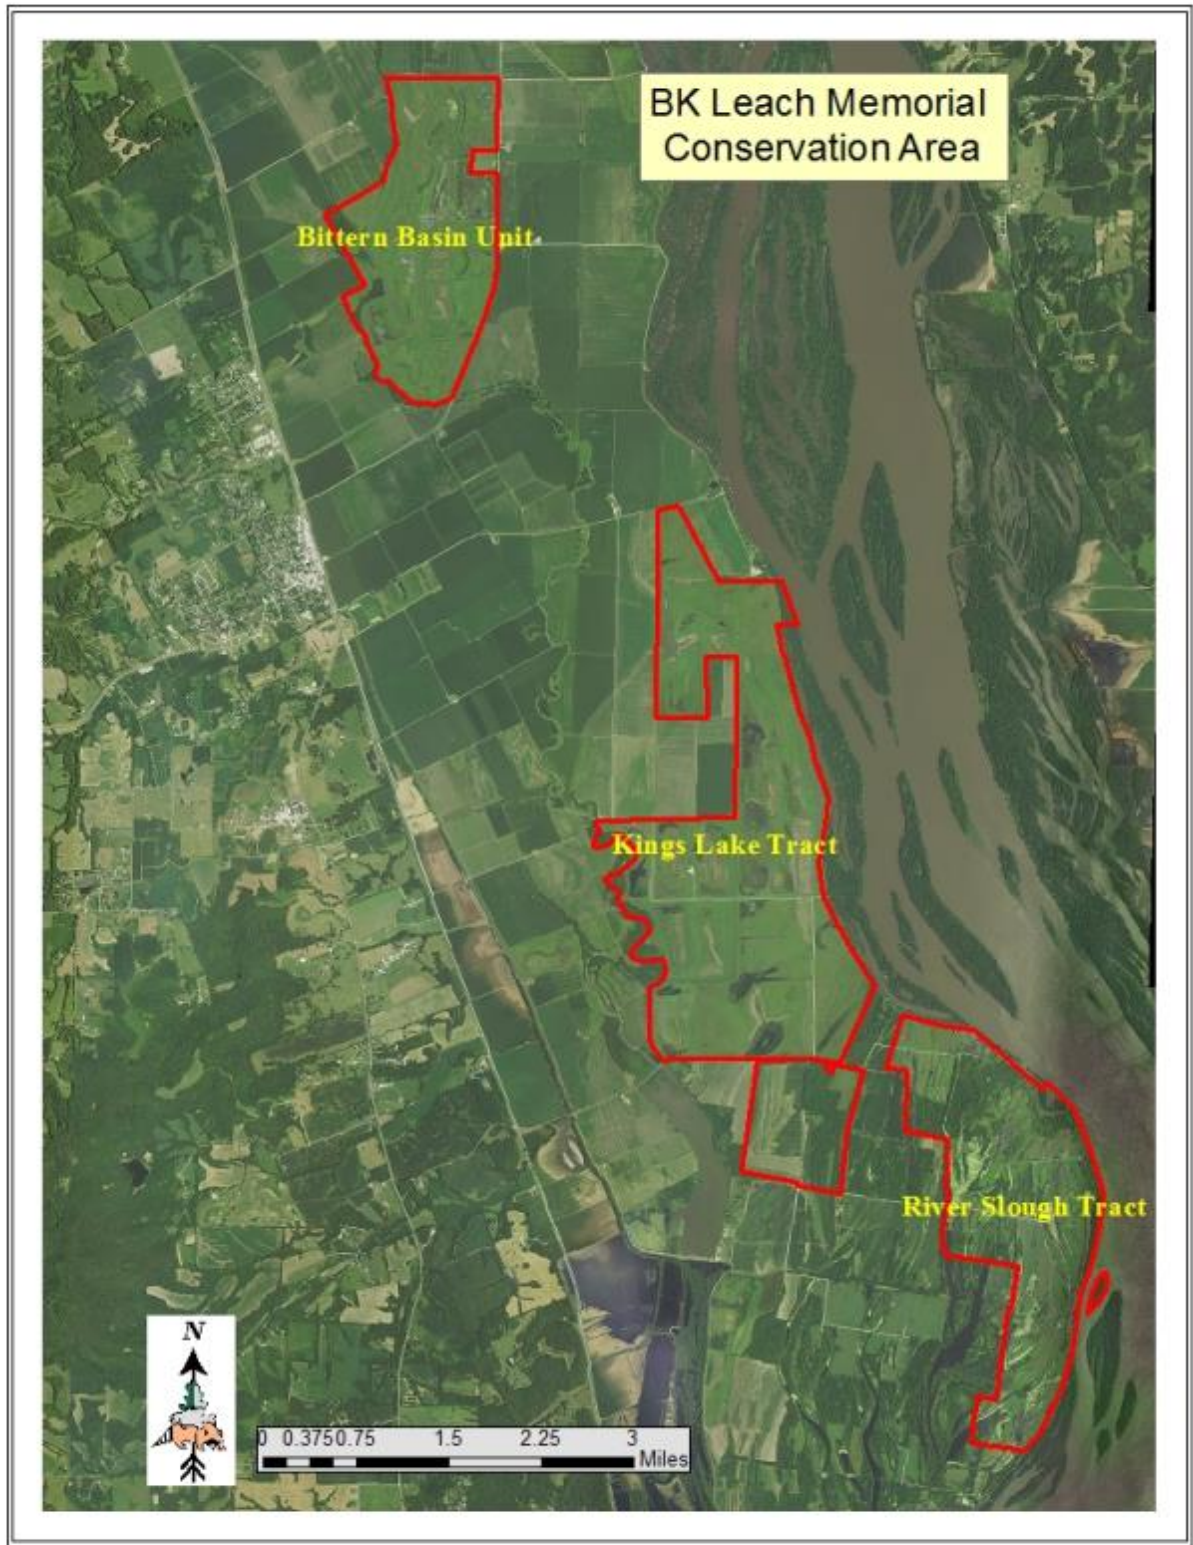 BK Leach Memorial
Conservation Area
Bittern Basin Unit
Kings Lake Tract
River Slough Tract
N
0 0.375 0.75 1.5 2.25 3
Miles